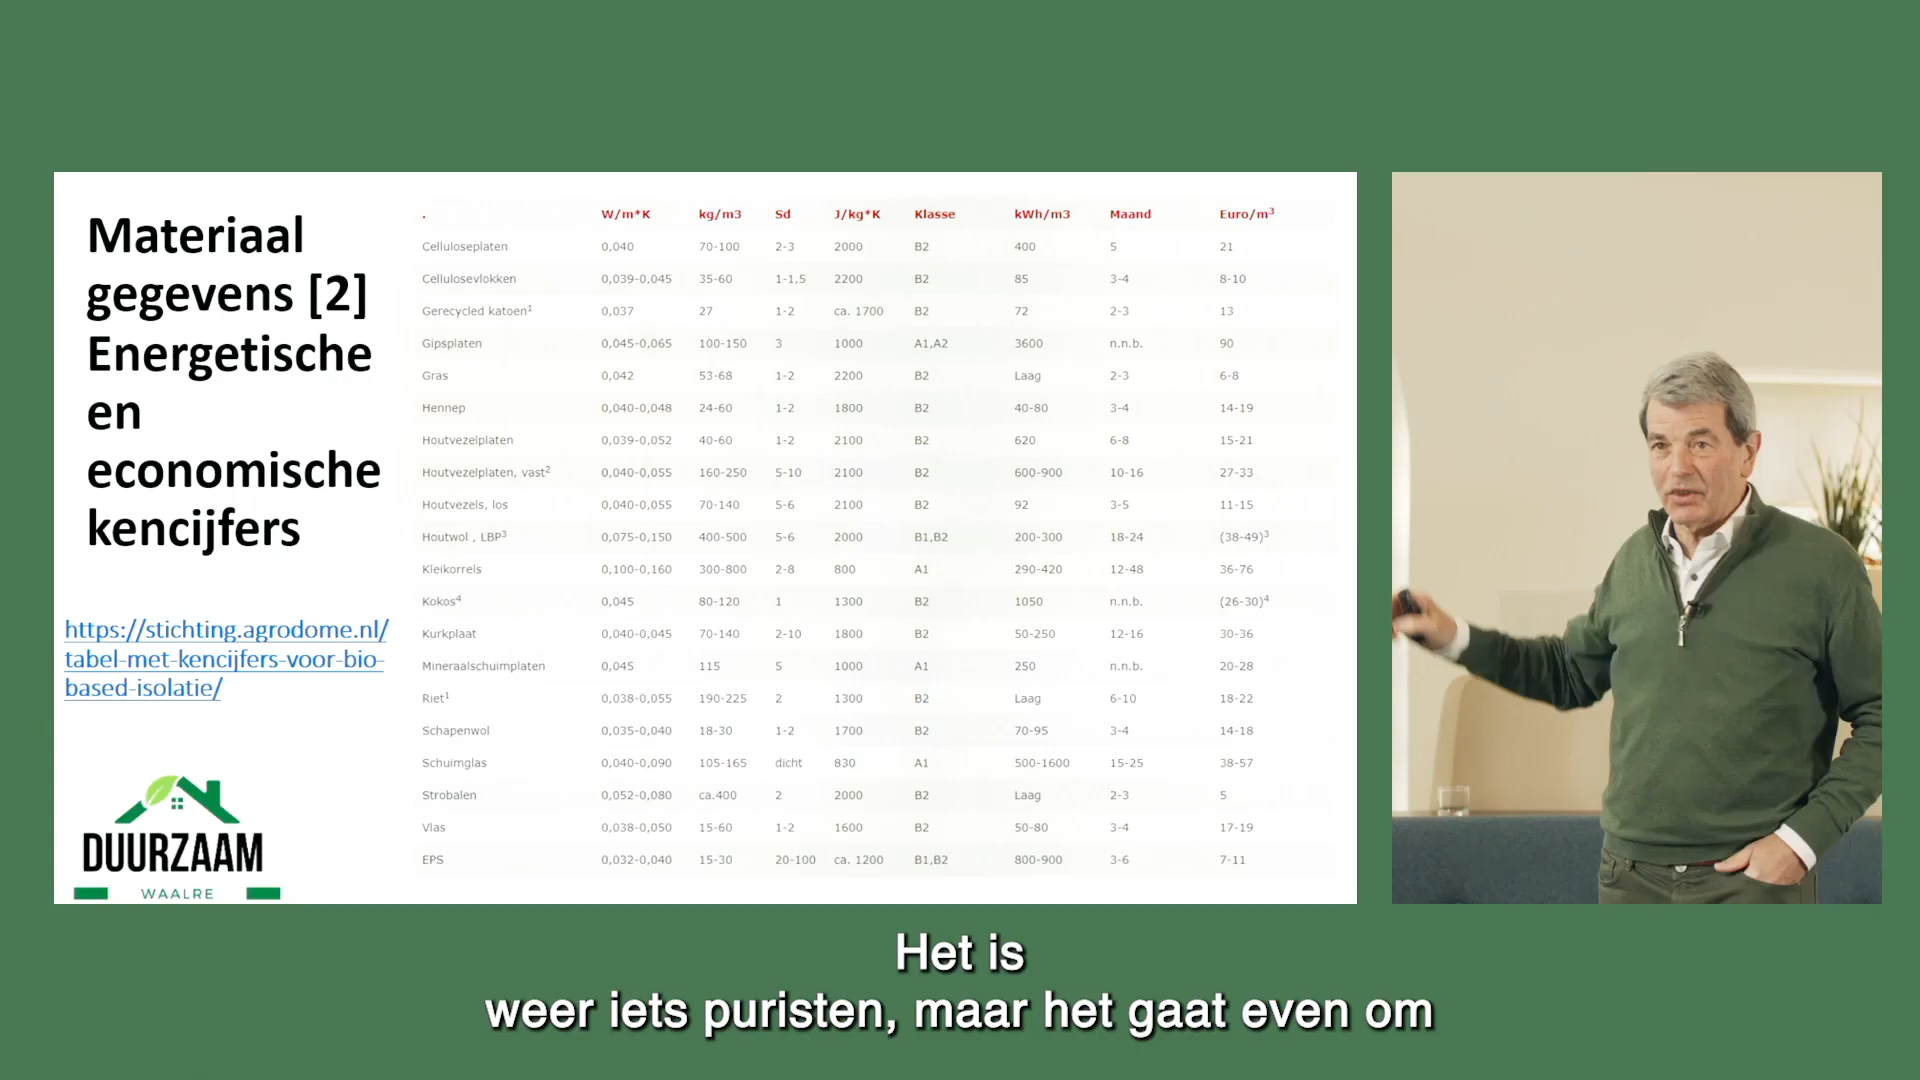 Materiaal
gegevens [2]
Energetische
en
economische
kencijfers
https://stichting.agrodome.nl/
tabel-met-kencijfers-voor-bio-
based-isolatie/
DUURZAAM
WAALRE
. W/m*K kg/m3 Sd J/kg*K Klasse kWh/m3 Maand Euro/m³
Celluloseplaten 0,040 70-100 2-3 2000 B2 400 5 21
Cellulosevlokken 0,039-0,045 35-60 1-1,5 2200 B2 85 3-4 8-10
Gerecycled katoen¹ 0,037 27 1-2 ca. 1700 B2 72 2-3 13
Gipsplaten 0,045-0,065 100-150 3 1000 A1,A2 3600 n.n.b. 90
Gras 0,042 53-68 1-2 2200 B2 Laag 2-3 6-8
Hennep 0,040-0,048 24-60 1-2 1800 B2 40-80 3-4 14-19
Houtvezelplaten 0,039-0,052 40-60 1-2 2100 B2 620 6-8 15-21
Houtvezelplaten, vast² 0,040-0,055 160-250 5-10 2100 B2 600-900 10-16 27-33
Houtvezels, los 0,040-0,055 70-140 5-6 2100 B2 92 3-5 11-15
Houtwol , LBP³ 0,075-0,150 400-500 5-6 2000 B1,B2 200-300 18-24 (38-49)³
Kleikorrels 0,100-0,160 300-800 2-8 800 A1 290-420 12-48 36-76
Kokos⁴ 0,045 80-120 1 1300 B2 1050 n.n.b. (26-30)⁴
Kurkplaat 0,040-0,045 70-140 2-10 1800 B2 50-250 12-16 30-36
Mineraalschuimplaten 0,045 115 5 1000 A1 250 n.n.b. 20-28
Riet¹ 0,038-0,055 190-225 2 1300 B2 Laag 6-10 18-22
Schapenwol 0,035-0,040 18-30 1-2 1700 B2 70-95 3-4 14-18
Schuimglas 0,040-0,090 105-165 dicht 830 A1 500-1600 15-25 38-57
Strobalen 0,052-0,080 ca.400 2 2000 B2 Laag 2-3 5
Vlas 0,038-0,050 15-60 1-2 1600 B2 50-80 3-4 17-19
EPS 0,032-0,040 15-30 20-100 ca. 1200 B1,B2 800-900 3-6 7-11
Het is
weer iets puristen, maar het gaat even om